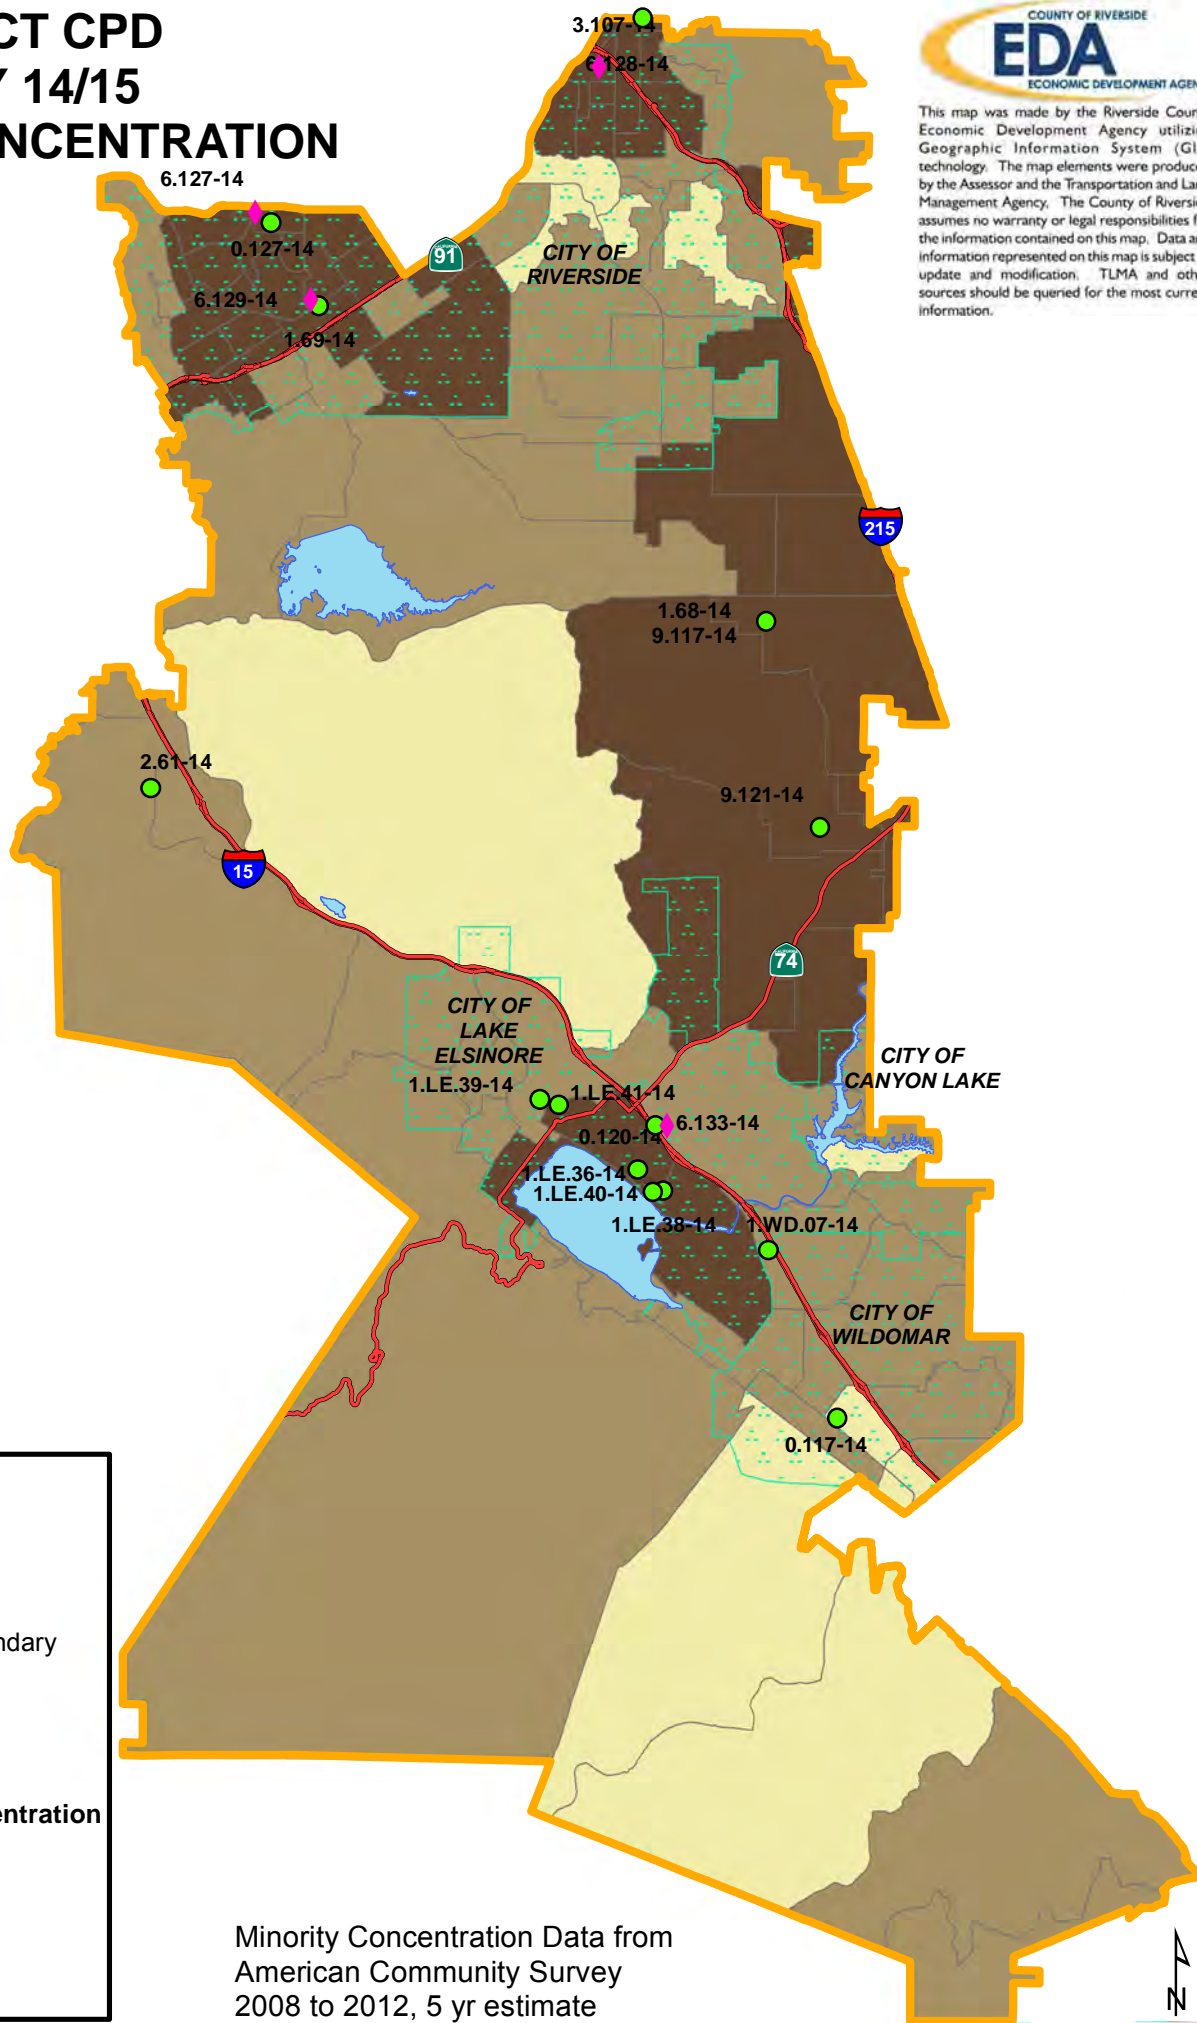 CT CPD
Y 14/15
NCENTRATION
COUNTY OF RIVERSIDE
EDA
ECONOMIC DEVELOPMENT AGEN
This map was made by the Riverside Coun
Economic Development Agency utilizi
Geographic Information System (GI
technology. The map elements were produce
by the Assessor and the Transportation and La
Management Agency. The County of Riversi
assumes no warranty or legal responsibilities f
the information contained on this map. Data a
information represented on this map is subject
update and modification. TLMA and oth
sources should be queried for the most curre
information.
3.107-14
6.128-14
6.127-14
0.127-14
91
CITY OF
RIVERSIDE
6.129-14
1.69-14
215
1.68-14
9.117-14
2.61-14
9.121-14
15
74
CITY OF
LAKE
ELSINORE
CITY OF
CANYON LAKE
1.LE.39-14
1.LE.41-14
6.133-14
0.120-14
1.LE.36-14
1.LE.40-14
1.LE.38-14
1.WD.07-14
CITY OF
WILDOMAR
0.117-14
ndary
entration
Minority Concentration Data from
American Community Survey
2008 to 2012, 5 yr estimate
N